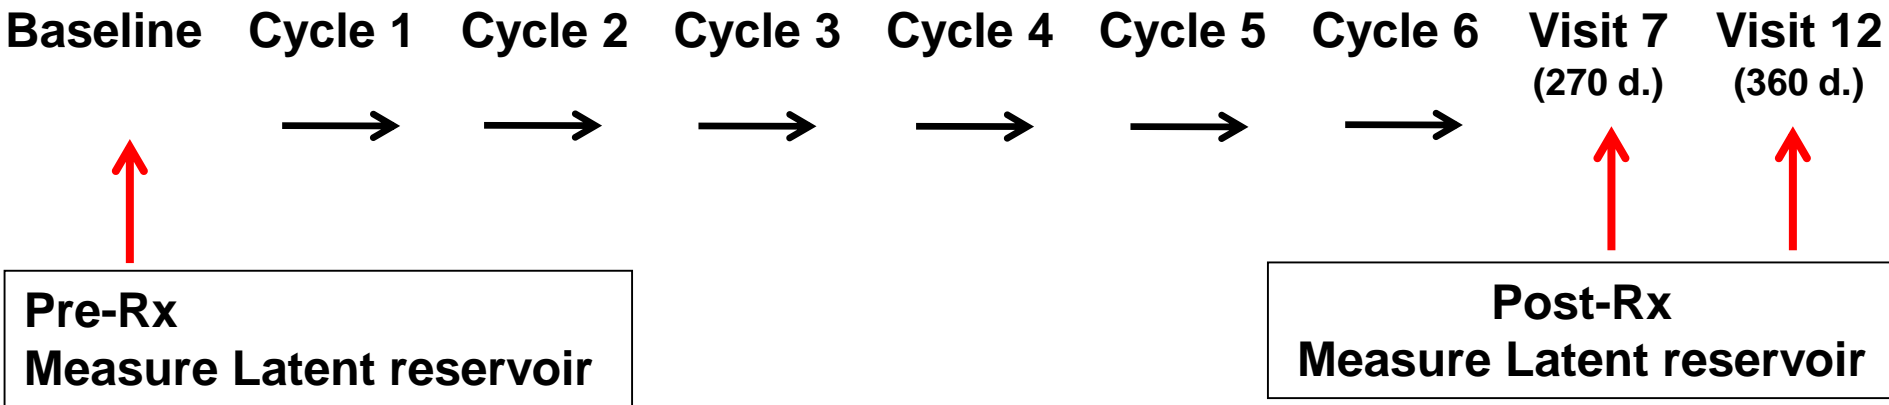 Baseline Cycle 1 Cycle 2 Cycle 3 Cycle 4 Cycle 5 Cycle 6 Visit 7 Visit 12
(270 d.) (360 d.)
Pre-Rx
Measure Latent reservoir
Post-Rx
Measure Latent reservoir